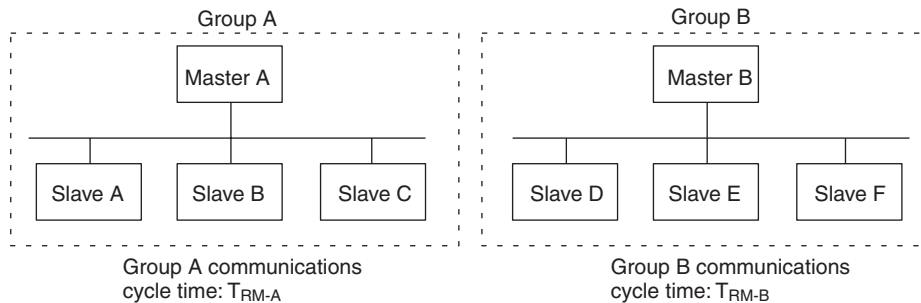 Group A
Master A
Slave A
Slave B
Slave C
Group A communications
cycle time: TRM-A
Group B
Master B
Slave D
Slave E
Slave F
Group B communications
cycle time: TRM-B